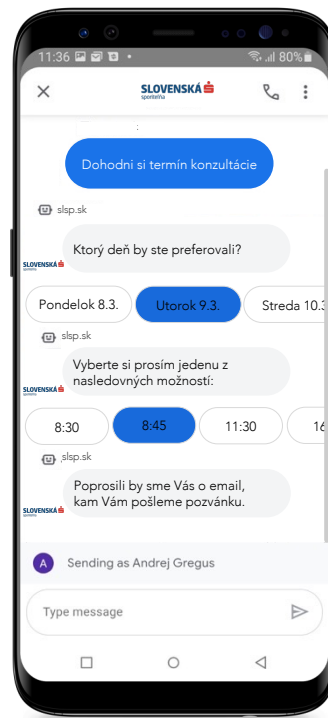 11:36
80%
SLOVENSKÁ
sporiteľňa
Dohodni si termín konzultácie
slsp.sk
Ktorý deň by ste preferovali?
SLOVENSKÁ
Pondelok 8.3. Utorok 9.3. Streda 10.3
slsp.sk
Vyberte si prosím jedenu z
nasledovných možností:
SLOVENSKÁ
8:30 8:45 11:30 16
slsp.sk
Poprosili by sme Vás o email,
kam Vám pošleme pozvánku.
SLOVENSKÁ
A Sending as Andrej Gregus
Type message